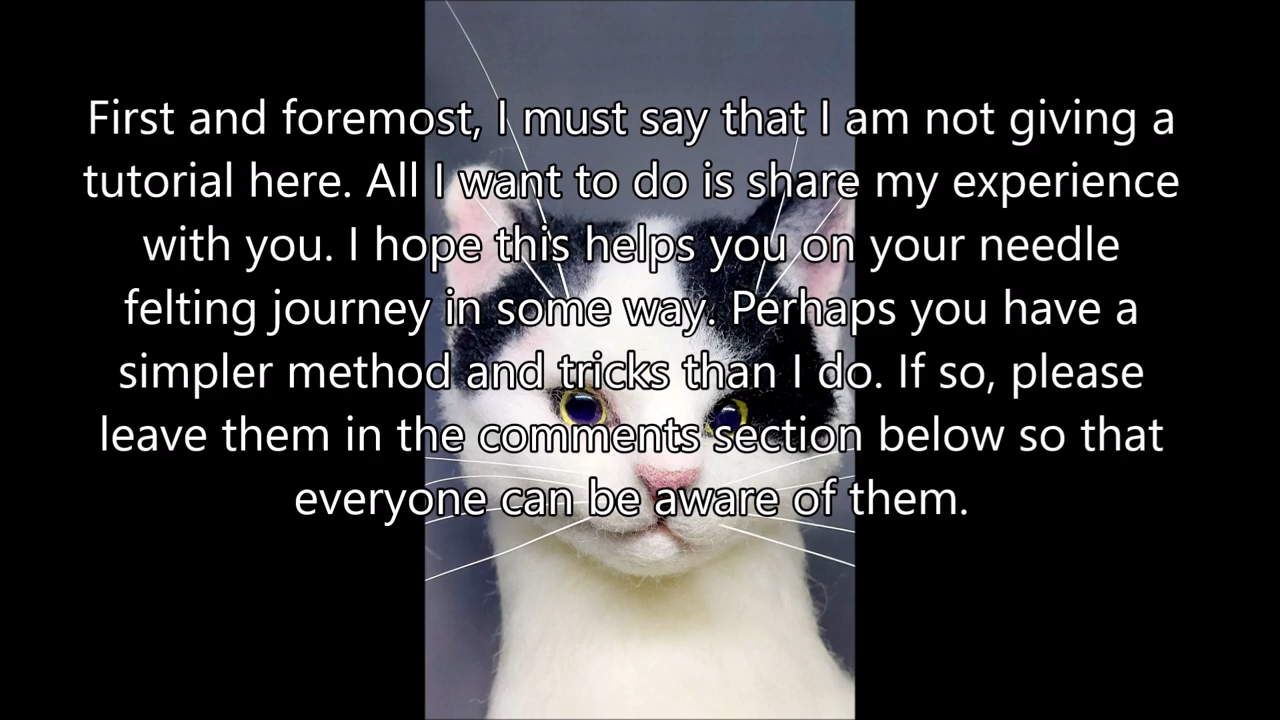 First and foremost, I must say that I am not giving a
tutorial here. All I want to do is share my experience
with you. I hope this helps you on your needle
felting journey in some way. Perhaps you have a
simpler method and tricks than I do. If so, please
leave them in the comments section below so that
everyone can be aware of them.